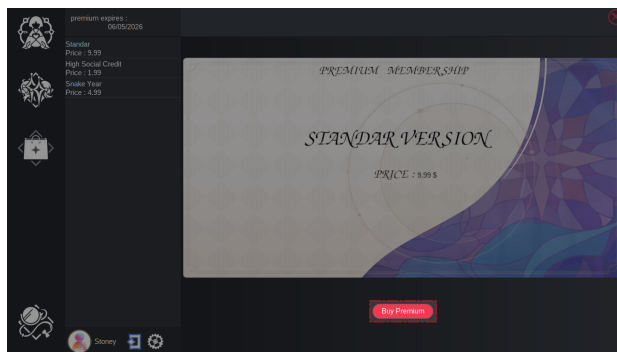 premium expires :
06/05/2026
Standar
Price : 9.99
High Social Credit
Price : 1.99
Snake Year
Price : 4.99
PREMIUM MEMBERSHIP
STANDAR VERSION
PRICE : 9.99 $
Buy Premium
Stoney